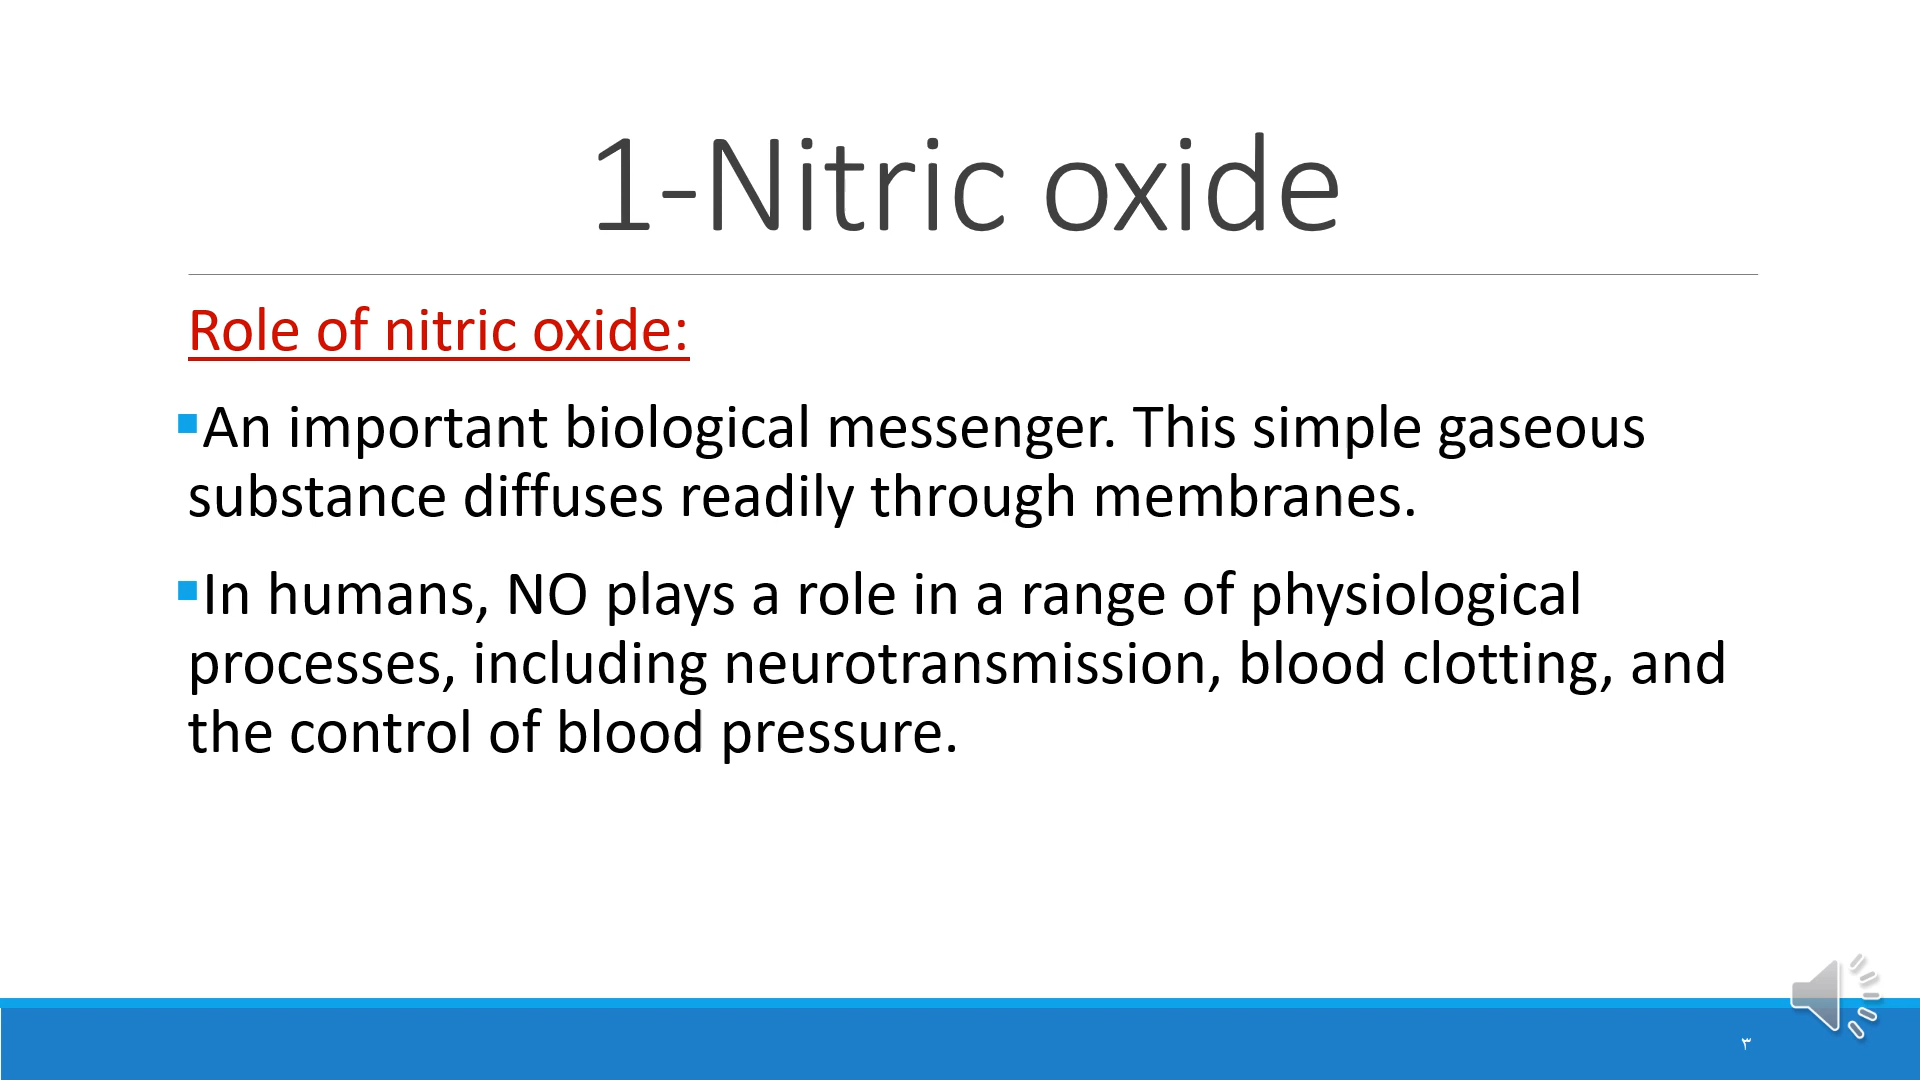 1-Nitric oxide
Role of nitric oxide:
▪An important biological messenger. This simple gaseous
substance diffuses readily through membranes.
▪In humans, NO plays a role in a range of physiological
processes, including neurotransmission, blood clotting, and
the control of blood pressure.
٣